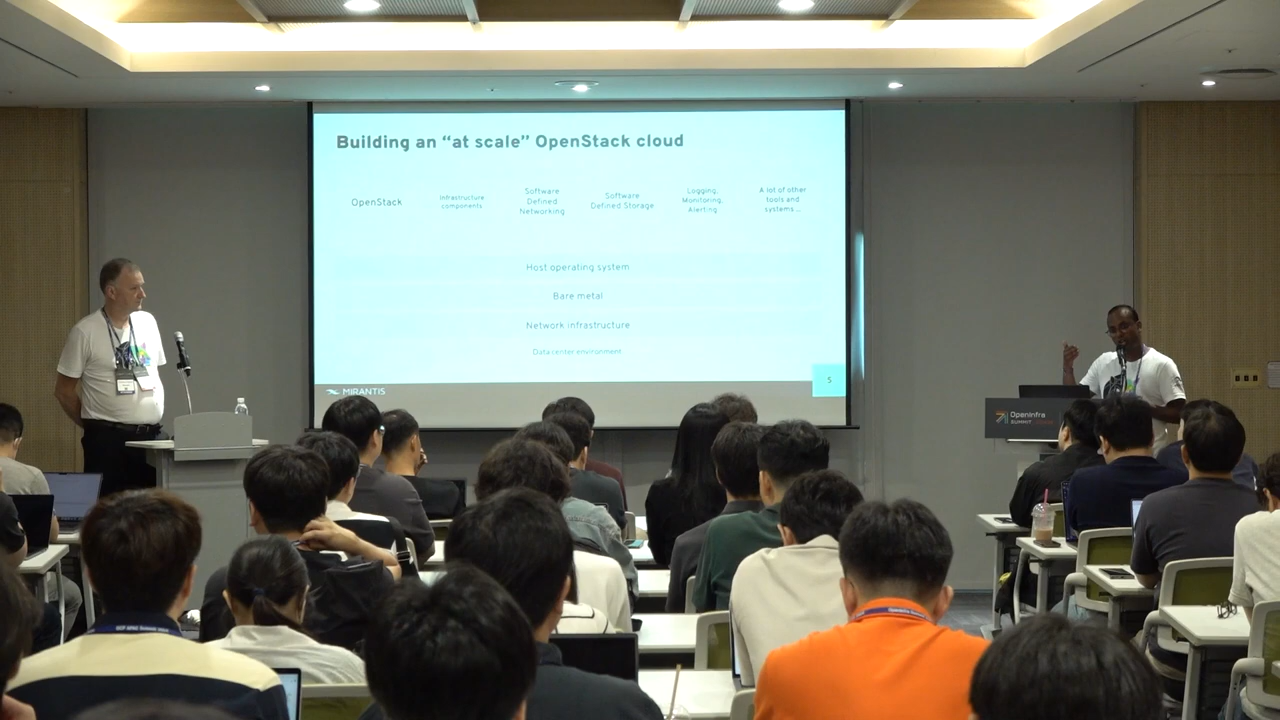 Building an “at scale” OpenStack cloud
OpenStack
Infrastructure
components
Software
Defined
Networking
Software
Defined Storage
Logging,
Monitoring,
Alerting
A lot of other
tools and
systems ...
Host operating system
Bare metal
Network infrastructure
Data center environment
MIRANTIS
5
OpenInfra
SUMMIT